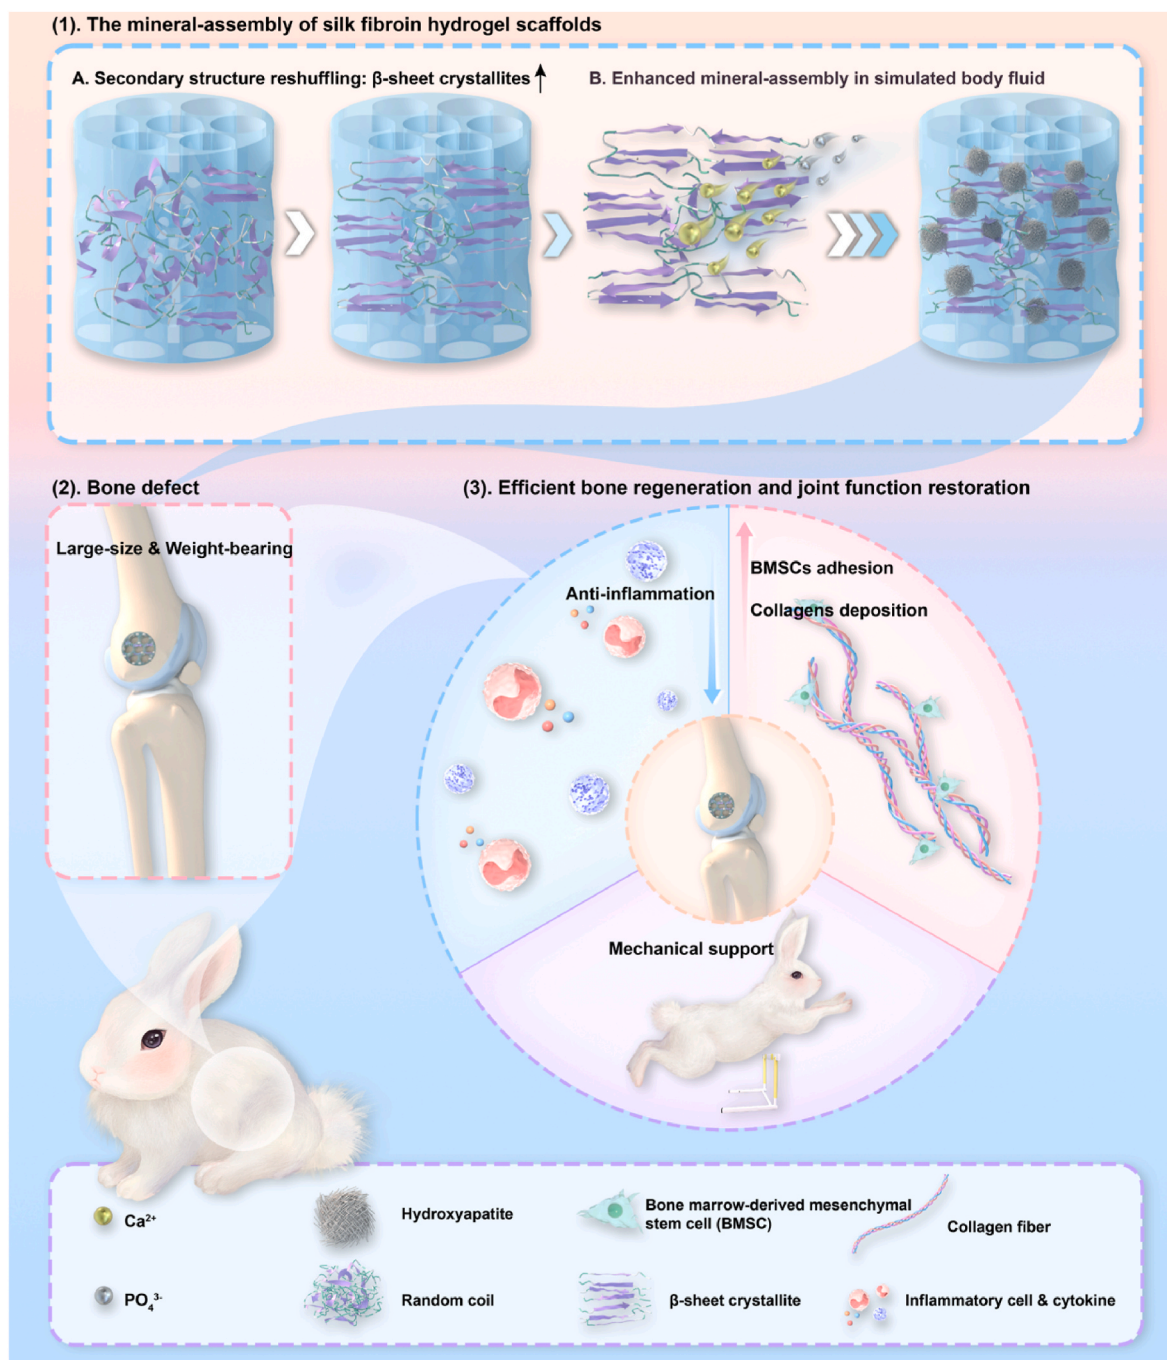 (1). The mineral-assembly of silk fibroin hydrogel scaffolds
A. Secondary structure reshuffling: β-sheet crystallites
B. Enhanced mineral-assembly in simulated body fluid
(2). Bone defect
Large-size & Weight-bearing
(3). Efficient bone regeneration and joint function restoration
Anti-inflammation
BMSCs adhesion
Collagens deposition
Mechanical support
Ca²⁺
Hydroxyapatite
Bone marrow-derived mesenchymal
stem cell (BMSC)
Collagen fiber
PO₄³⁻
Random coil
β-sheet crystallite
Inflammatory cell & cytokine